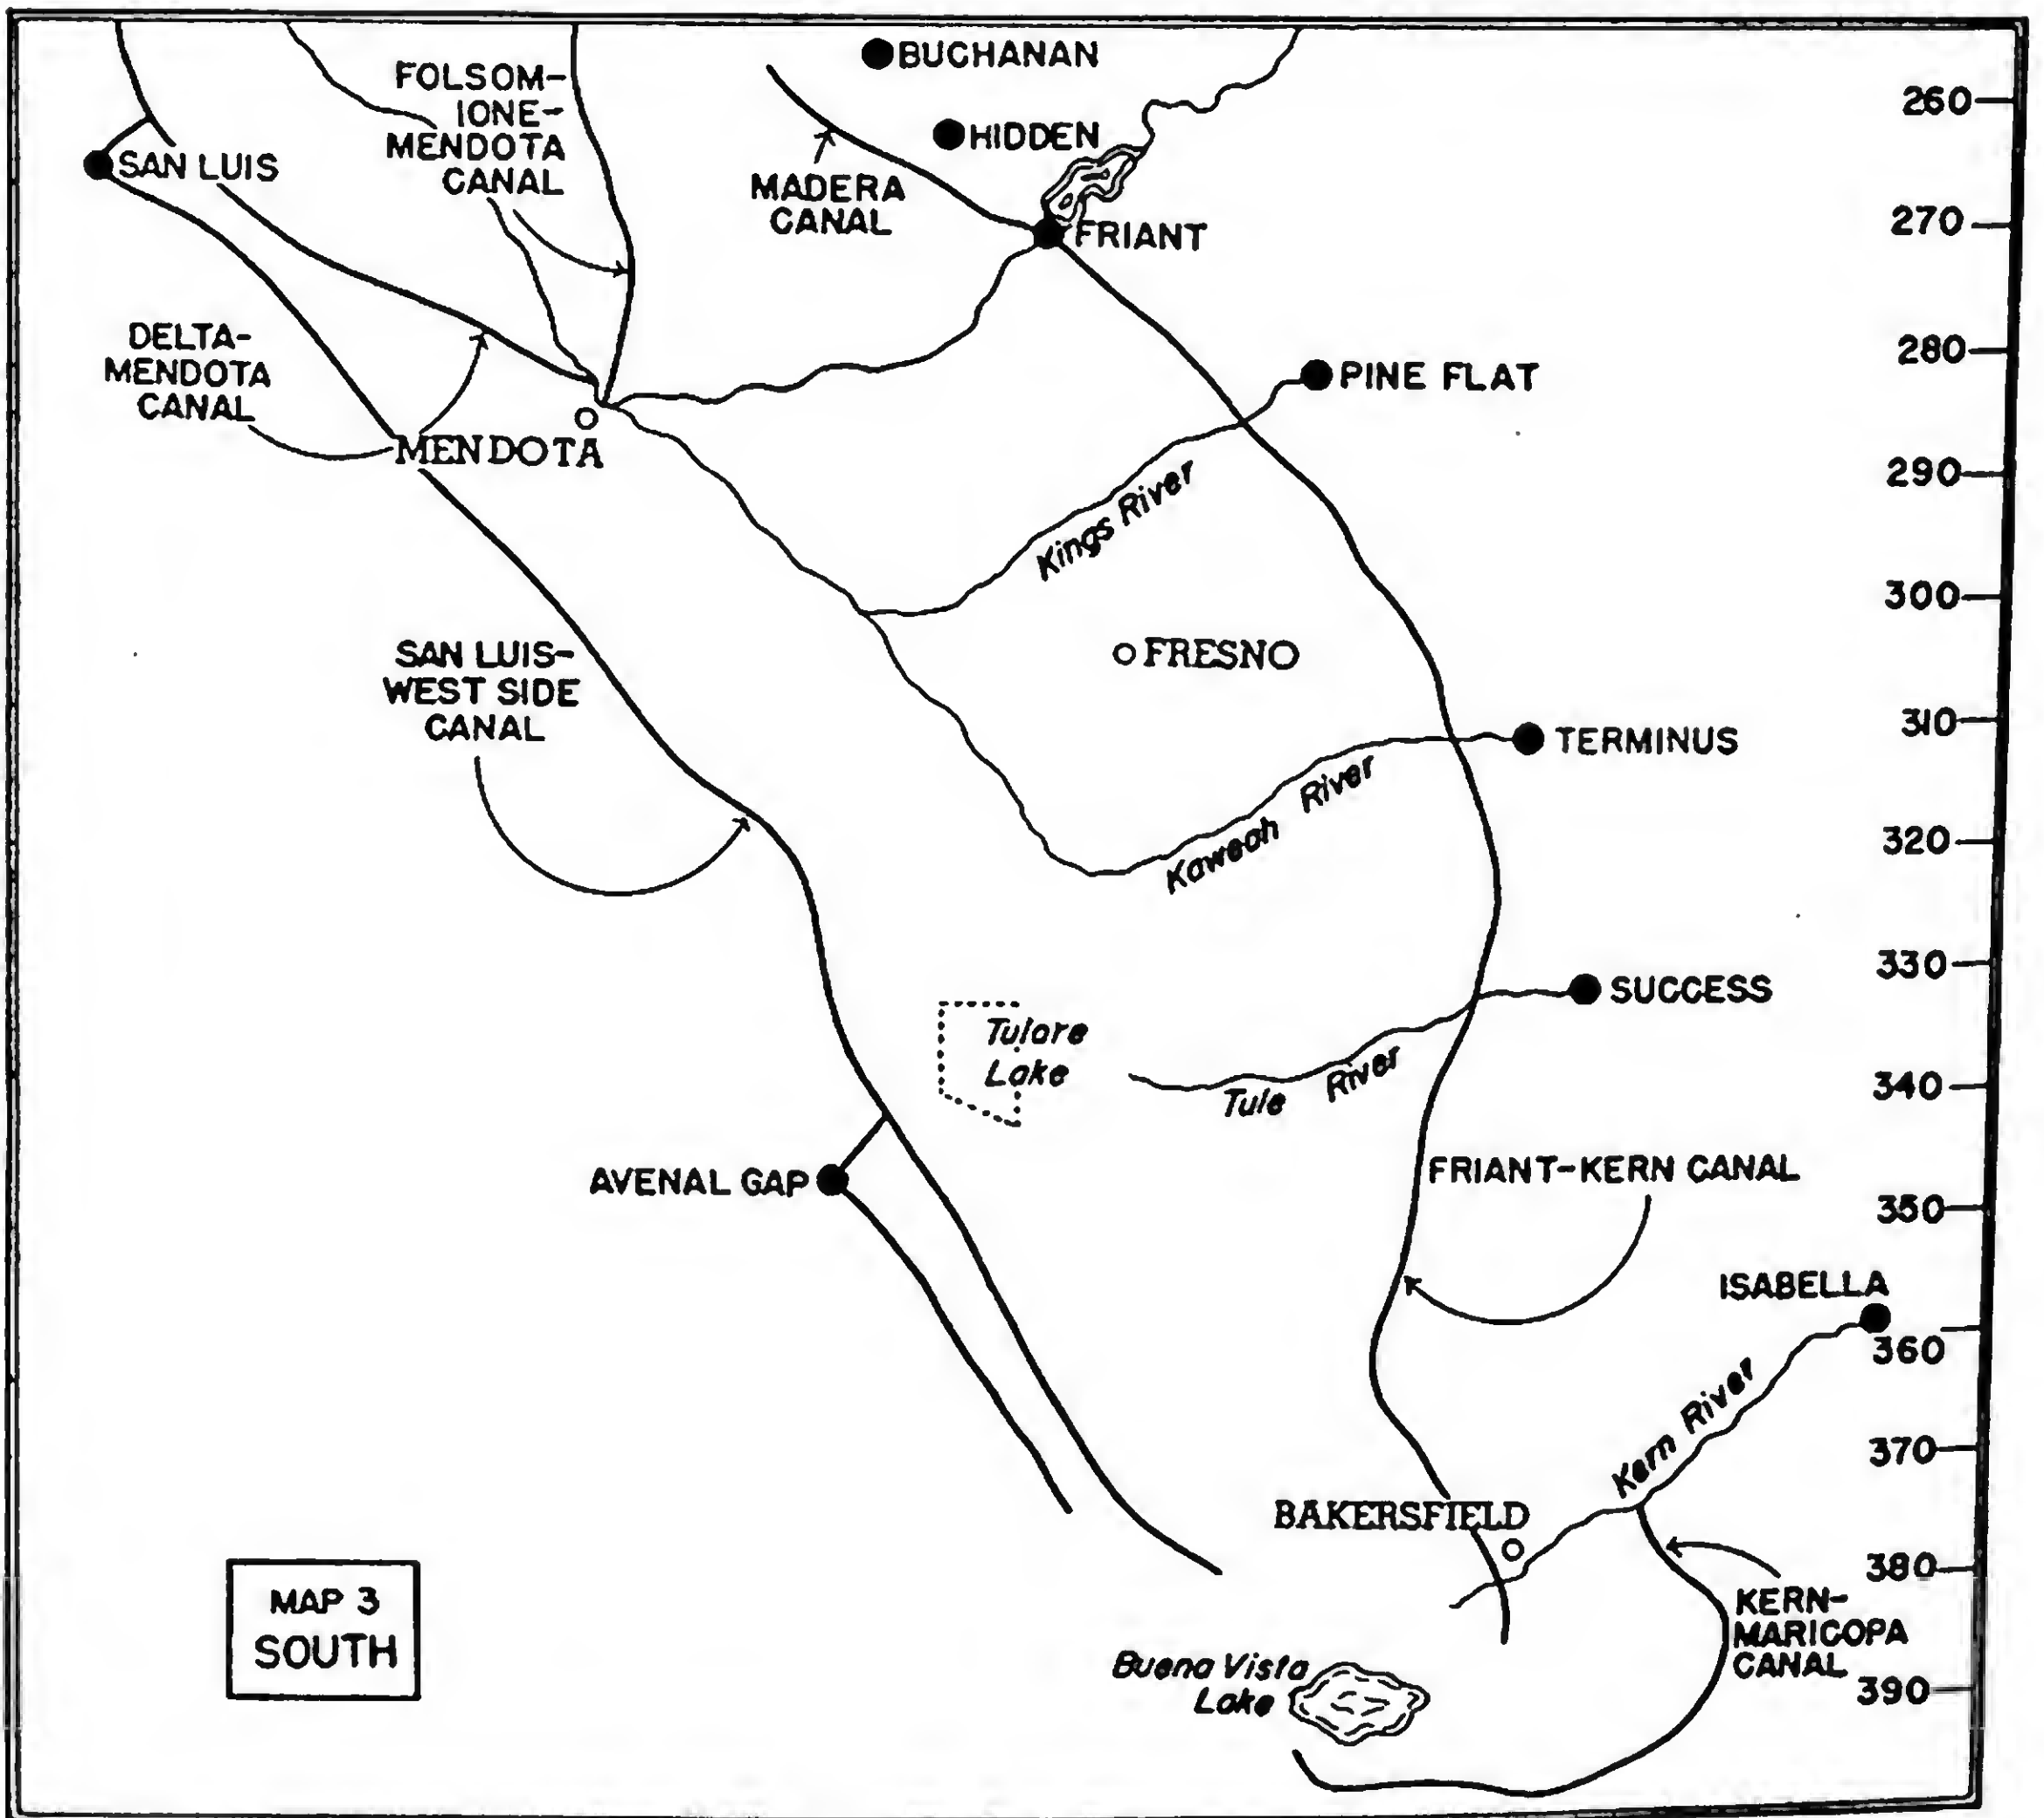 BUCHANAN
FOLSOM-
IONE-
MENDOTA
CANAL
260
HIDDEN
SAN LUIS
MADERA
CANAL
270
FRIANT
DELTA-
MENDOTA
CANAL
280
PINE FLAT
MENDOTA
290
Kings River
300
SAN LUIS-
WEST SIDE
CANAL
FRESNO
310
TERMINUS
Kaweah River
320
330
SUCCESS
Tulare
Lake
Tule River
340
AVENAL GAP
FRIANT-KERN CANAL
350
ISABELLA
360
Kern River
370
BAKERSFIELD
380
MAP 3
SOUTH
KERN-
MARICOPA
CANAL
Buena Vista
Lake
390